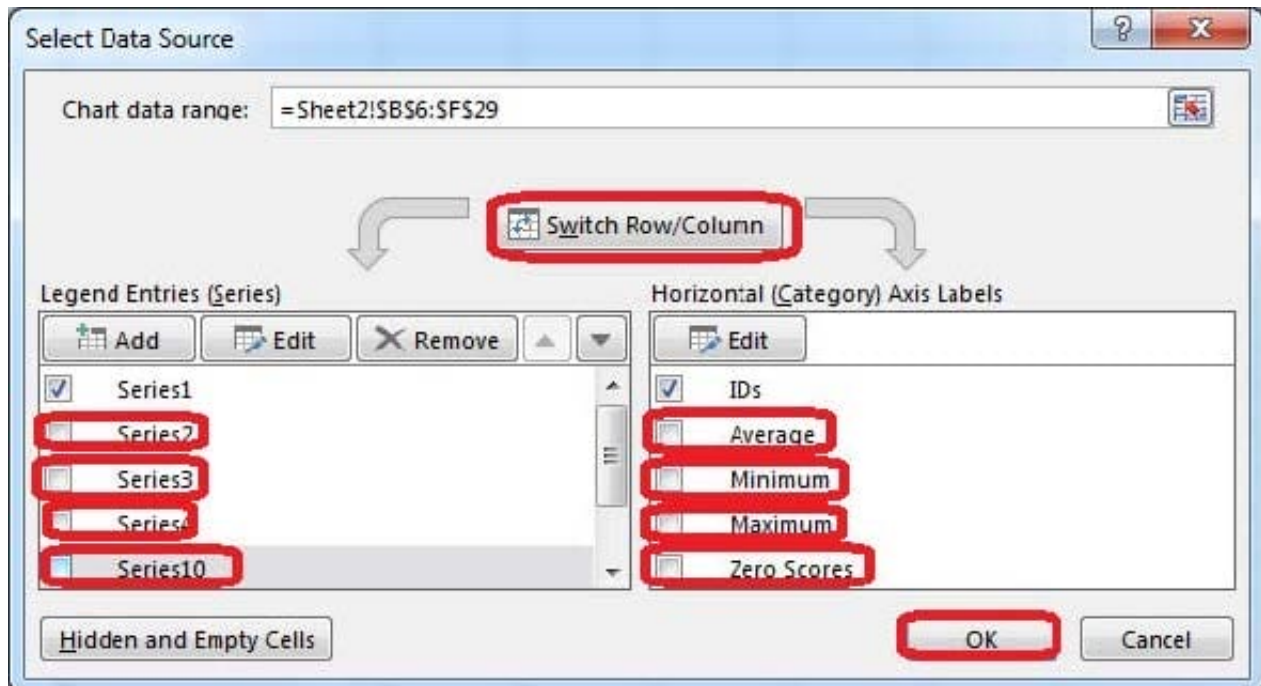 Select Data Source
Chart data range: =Sheet2!$B$6:$F$29
Switch Row/Column
Legend Entries (Series)
Add Edit Remove
Series1
Series2
Series3
Series4
Series10
Horizontal (Category) Axis Labels
Edit
IDs
Average
Minimum
Maximum
Zero Scores
Hidden and Empty Cells
OK Cancel